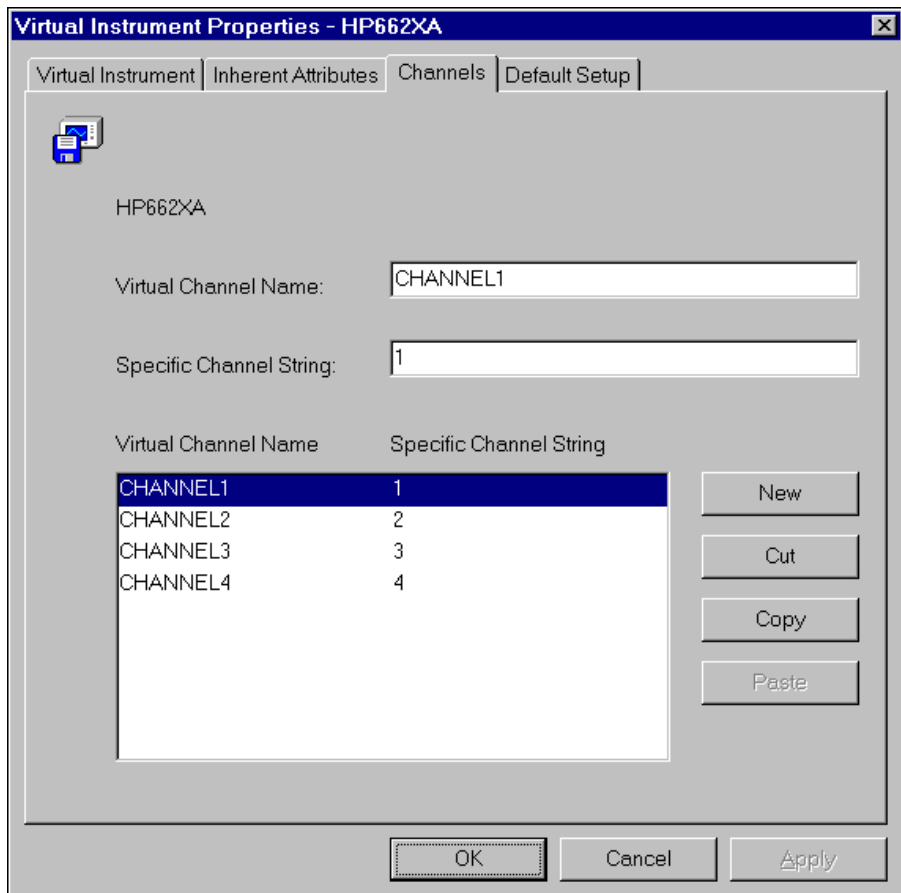 Virtual Instrument Properties - HP662XA
Virtual Instrument Inherent Attributes Channels Default Setup
HP662XA
Virtual Channel Name: CHANNEL1
Specific Channel String: 1
Virtual Channel Name Specific Channel String
CHANNEL1 1 New
CHANNEL2 2
CHANNEL3 3 Cut
CHANNEL4 4
Copy
Paste
OK Cancel Apply